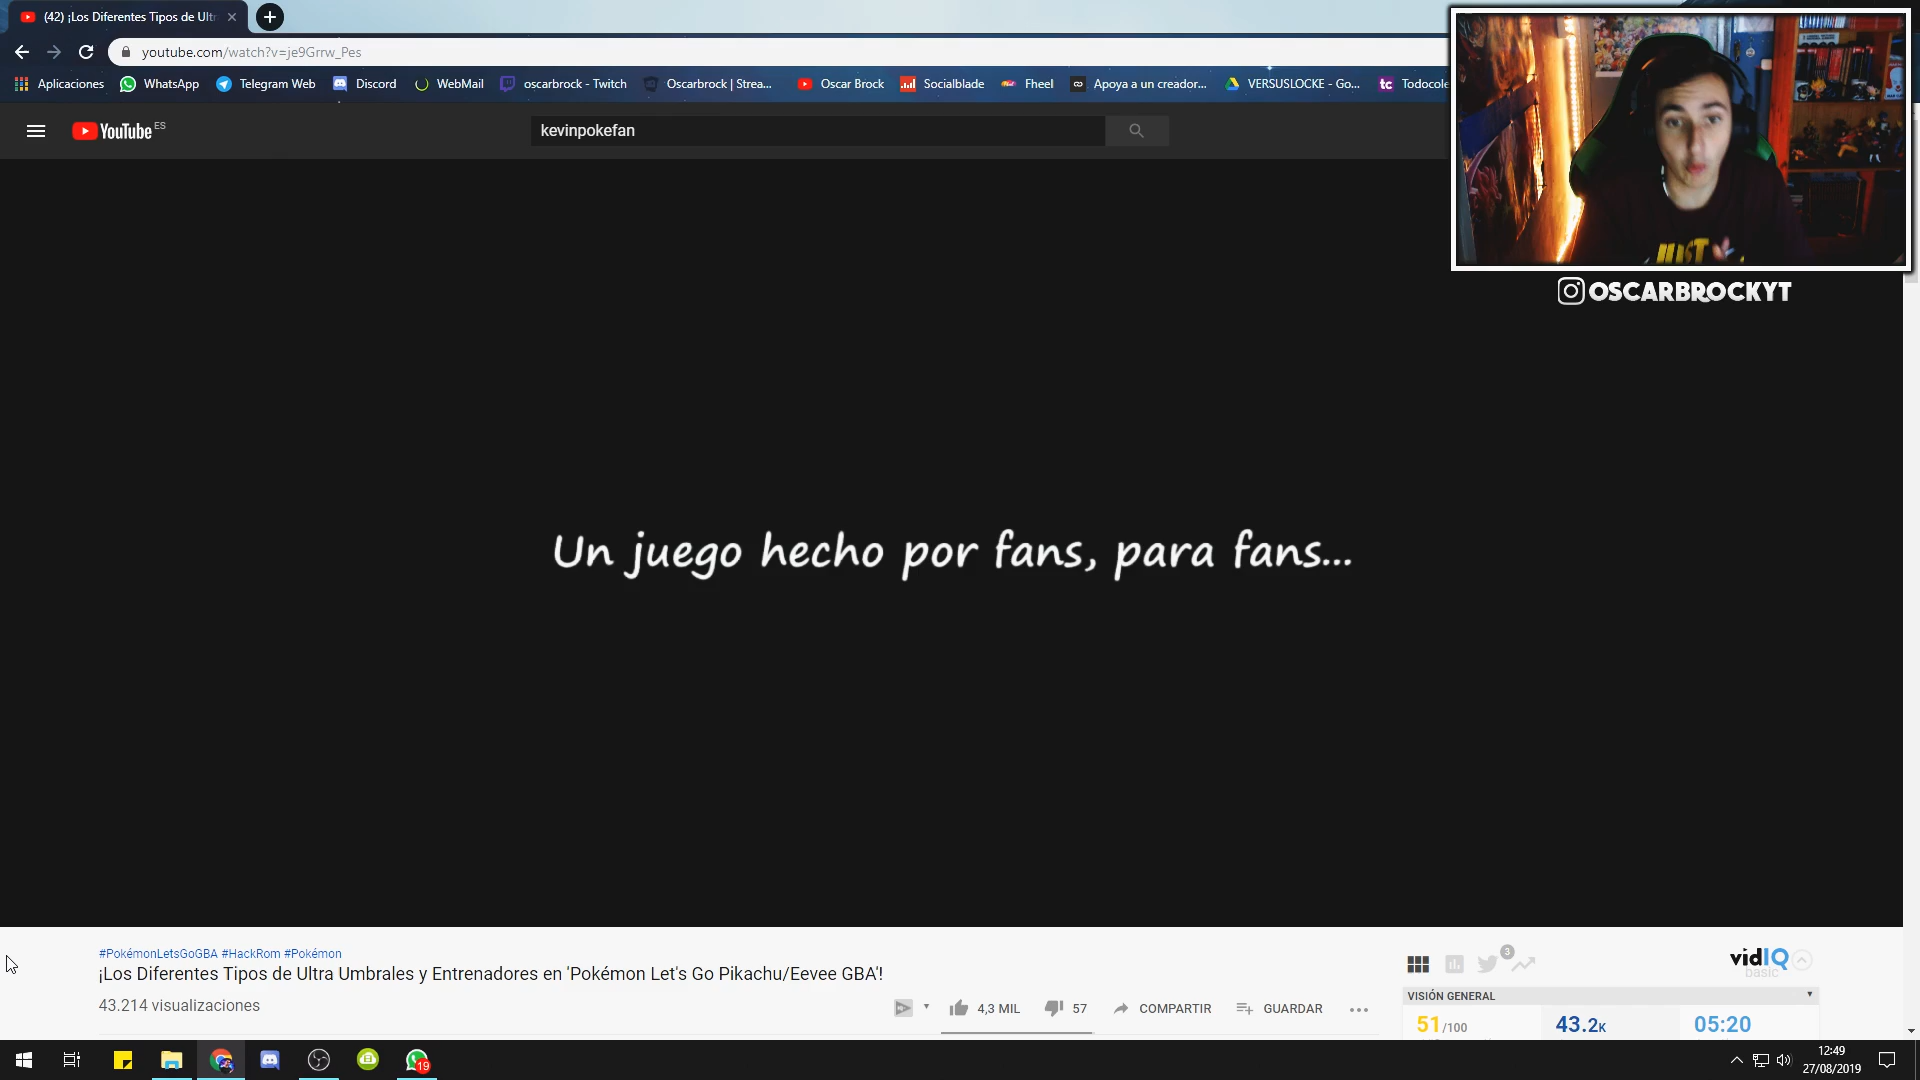 (42) ¡Los Diferentes Tipos de Ult
youtube.com/watch?v=je9Grrw_Pes
Aplicaciones WhatsApp Telegram Web Discord WebMail oscarbrock - Twitch Oscarbrock | Strea... Oscar Brock Socialblade Fheel Apoya a un creador... VERSUSLOCKE - Go... Todocole
YouTube ES
kevinpokefan
JUST
OSCARBROCKYT
Un juego hecho por fans, para fans...
#PokémonLetsGoGBA #HackRom #Pokémon
¡Los Diferentes Tipos de Ultra Umbrales y Entrenadores en 'Pokémon Let's Go Pikachu/Eevee GBA'!
43.214 visualizaciones
4,3 MIL 57 COMPARTIR GUARDAR
3
vidIQ
basic
VISIÓN GENERAL
51/100 43.2K 05:20
19
12:49
27/08/2019